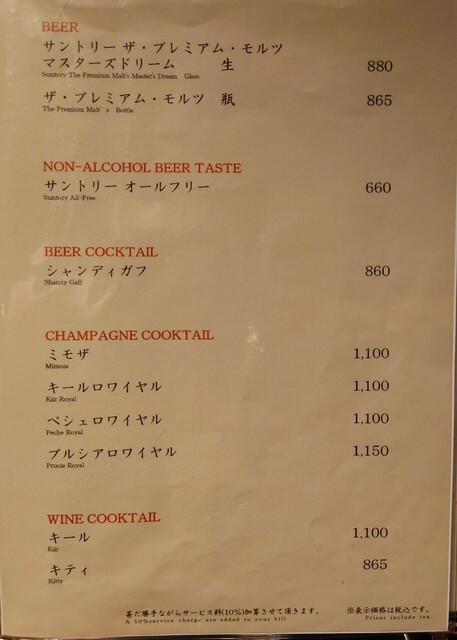 BEER
サントリー ザ・プレミアム・モルツ
マスターズドリーム 生 880
Suntory The Premium Malt's Master's Dream Glass
ザ・プレミアム・モルツ 瓶 865
The Premium Malt's Bottle
NON-ALCOHOL BEER TASTE
サントリー オールフリー 660
Suntory All-Free
BEER COCKTAIL
シャンディガフ 860
Shandy Gaff
CHAMPAGNE COOKTAIL
ミモザ 1,100
Mimoza
キールロワイヤル 1,100
Kiir Royal
ペシェロワイヤル 1,100
Peche Royal
プルシアロワイヤル 1,150
Prucia Royal
WINE COOKTAIL
キール 1,100
Kiir
キティ 865
Kitty
甚だ勝手ながらサービス料(10%)加算させて頂きます。 ※表示価格は税込です。
A 10%service charge are added to your bill Prices include tax.